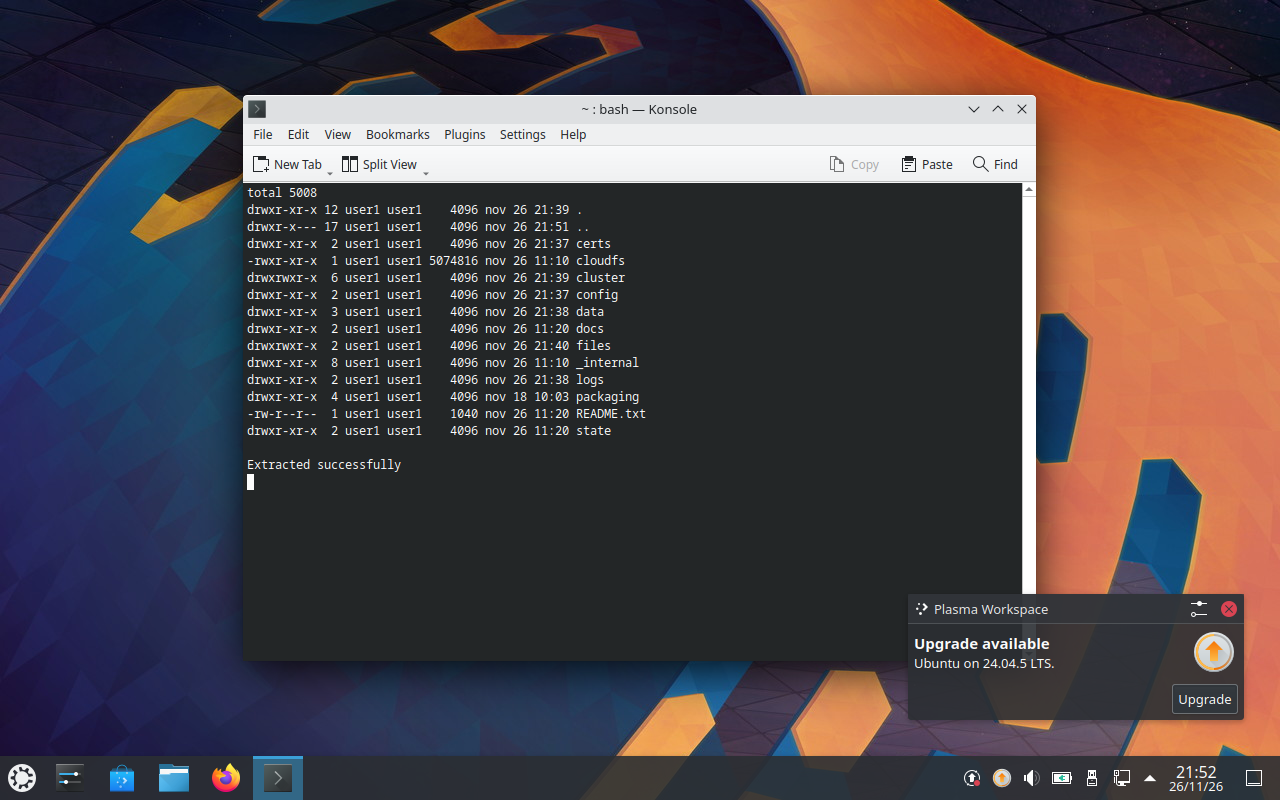 ~ : bash — Konsole
File Edit View Bookmarks Plugins Settings Help
New Tab Split View Copy Paste Find
total 5008
drwxr-xr-x 12 user1 user1    4096 nov 26 21:39 .
drwxr-x--- 17 user1 user1    4096 nov 26 21:51 ..
drwxr-xr-x  2 user1 user1    4096 nov 26 21:37 certs
-rwxr-xr-x  1 user1 user1 5074816 nov 26 11:10 cloudfs
drwxrwxr-x  6 user1 user1    4096 nov 26 21:39 cluster
drwxr-xr-x  2 user1 user1    4096 nov 26 21:37 config
drwxr-xr-x  3 user1 user1    4096 nov 26 21:38 data
drwxr-xr-x  2 user1 user1    4096 nov 26 11:20 docs
drwxrwxr-x  2 user1 user1    4096 nov 26 21:40 files
drwxr-xr-x  8 user1 user1    4096 nov 26 11:10 _internal
drwxr-xr-x  2 user1 user1    4096 nov 26 21:38 logs
drwxr-xr-x  4 user1 user1    4096 nov 18 10:03 packaging
-rw-r--r--  1 user1 user1    1040 nov 26 11:20 README.txt
drwxr-xr-x  2 user1 user1    4096 nov 26 11:20 state
Extracted successfully
Plasma Workspace
Upgrade available
Ubuntu on 24.04.5 LTS.
Upgrade
21:52
26/11/26